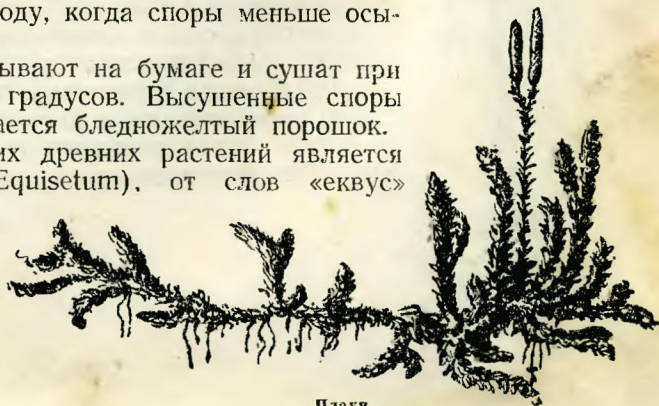 оду, когда споры меньше осы-
ывают на бумаге и сушат при
градусов. Высушенные споры
ается бледножелтый порошок.
их древних растений является
Equisetum), от слов «еквус»